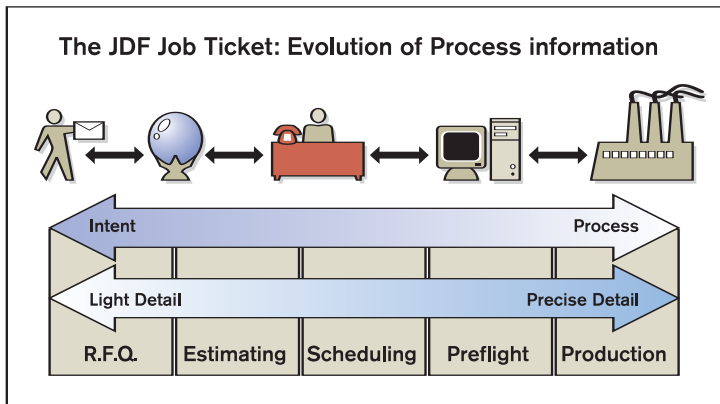 The JDF Job Ticket: Evolution of Process information
Intent Process
Light Detail Precise Detail
R.F.Q. Estimating Scheduling Preflight Production